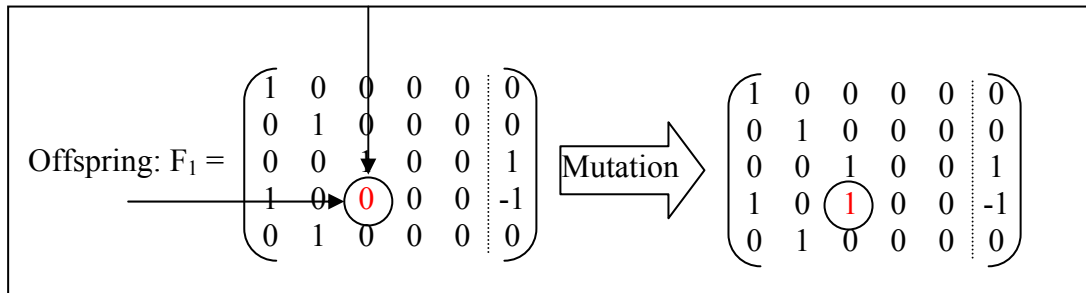 1 0 0 0 0 0 1 0 0 0 0 0
0 1 0 0 0 0 0 1 0 0 0 0
Offspring: F1 = 0 0 1 0 0 1 Mutation 0 0 1 0 0 1
1 0 0 0 0 -1 1 0 1 0 0 -1
0 1 0 0 0 0 0 1 0 0 0 0